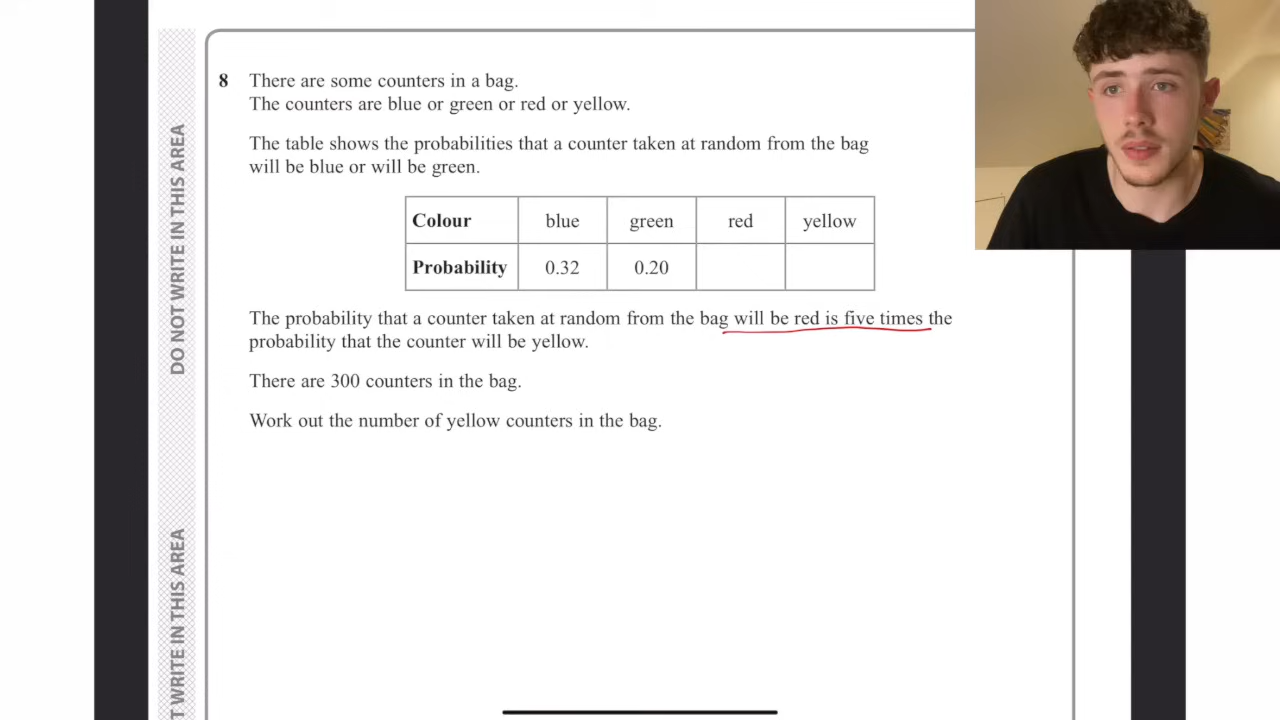 8 There are some counters in a bag.
The counters are blue or green or red or yellow.
The table shows the probabilities that a counter taken at random from the bag
will be blue or will be green.
Colour blue green red yellow
Probability 0.32 0.20
The probability that a counter taken at random from the bag will be red is five times the
probability that the counter will be yellow.
There are 300 counters in the bag.
Work out the number of yellow counters in the bag.
DO NOT WRITE IN THIS AREA
T WRITE IN THIS AREA